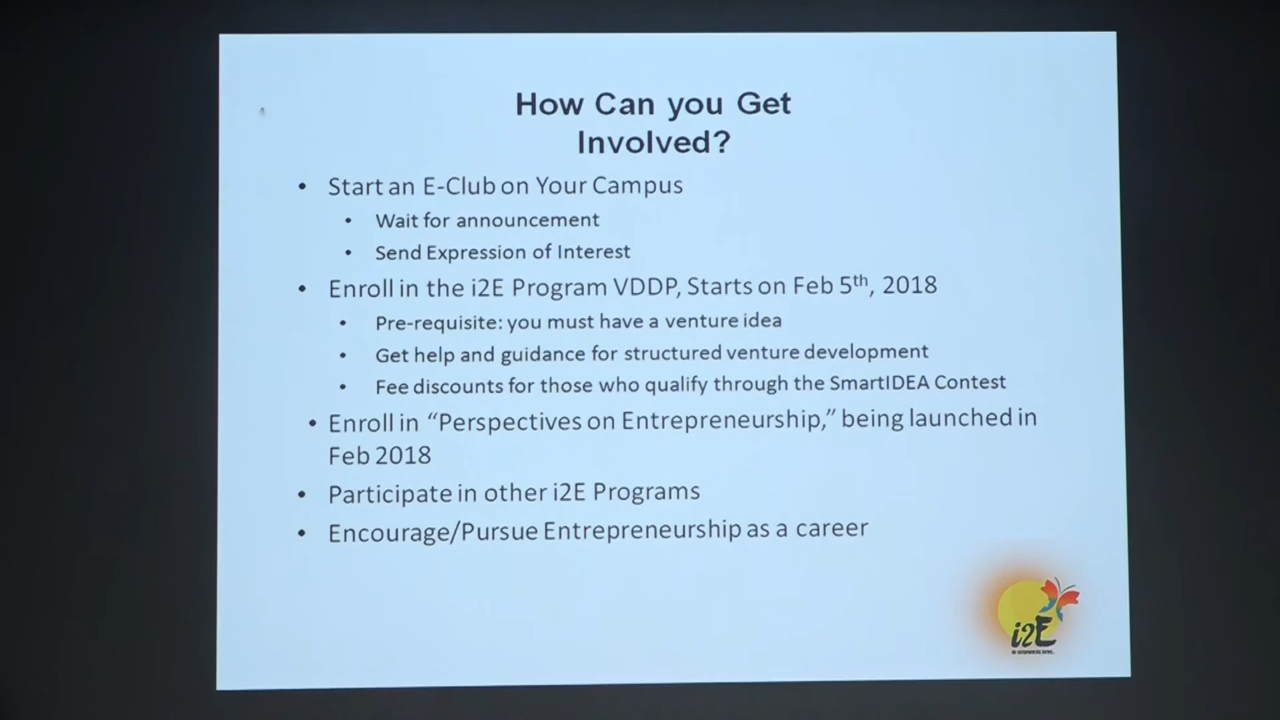 How Can you Get
Involved?
• Start an E-Club on Your Campus
• Wait for announcement
• Send Expression of Interest
• Enroll in the i2E Program VDDP, Starts on Feb 5th, 2018
• Pre-requisite: you must have a venture idea
• Get help and guidance for structured venture development
• Fee discounts for those who qualify through the SmartIDEA Contest
• Enroll in “Perspectives on Entrepreneurship,” being launched in
Feb 2018
• Participate in other i2E Programs
• Encourage/Pursue Entrepreneurship as a career
i2E